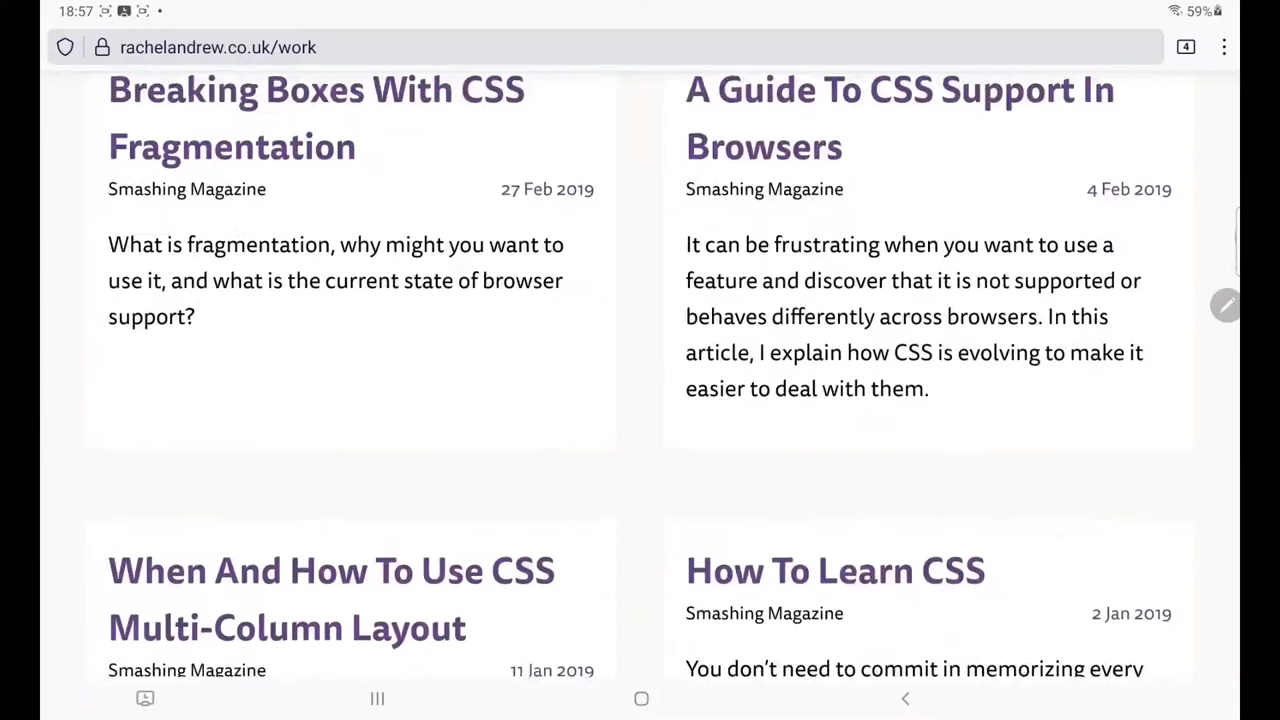 18:57
59%
rachelandrew.co.uk/work
4
Breaking Boxes With CSS
Fragmentation
Smashing Magazine 27 Feb 2019
What is fragmentation, why might you want to
use it, and what is the current state of browser
support?
A Guide To CSS Support In
Browsers
Smashing Magazine 4 Feb 2019
It can be frustrating when you want to use a
feature and discover that it is not supported or
behaves differently across browsers. In this
article, I explain how CSS is evolving to make it
easier to deal with them.
When And How To Use CSS
Multi-Column Layout
Smashing Magazine 11 Jan 2019
How To Learn CSS
Smashing Magazine 2 Jan 2019
You don't need to commit in memorizing every